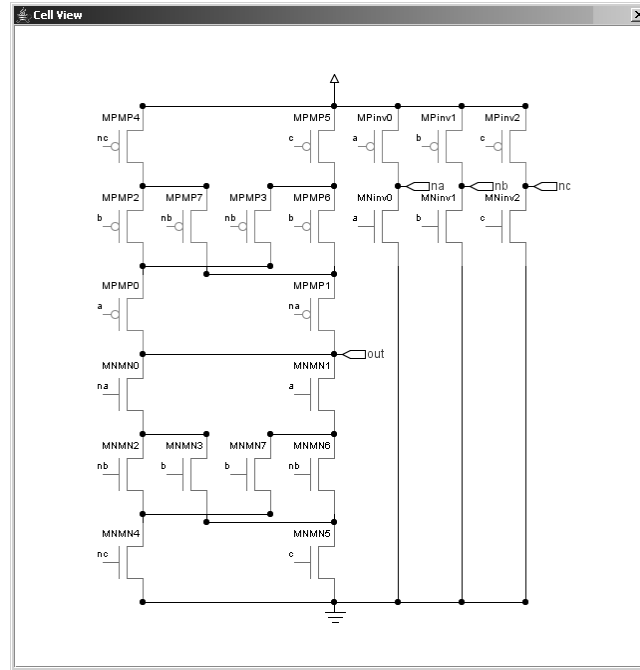 Cell View
MPMP4 MPMP5 MPinv0 MPinv1 MPinv2
nc c a b c
na nb nc
MPMP2 MPMP7 MPMP3 MPMP6 MNinv0 MNinv1 MNinv2
b nb nb b a b c
MPMP0 MPMP1
a na
out
MNMN0 MNMN1
na a
MNMN2 MNMN3 MNMN7 MNMN6
nb b b nb
MNMN4 MNMN5
nc c